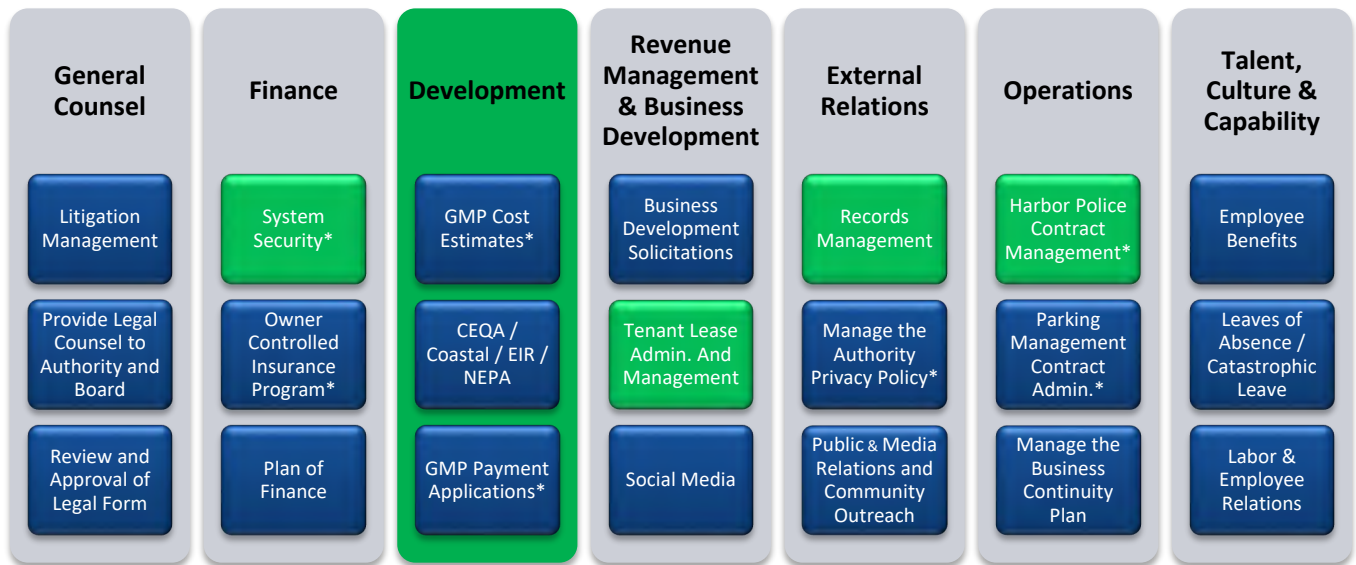 General
Counsel
Litigation
Management
Provide Legal
Counsel to
Authority and
Board
Review and
Approval of
Legal Form
Finance
System
Security*
Owner
Controlled
Insurance
Program*
Plan of
Finance
Development
GMP Cost
Estimates*
CEQA /
Coastal / EIR /
NEPA
GMP Payment
Applications*
Revenue
Management
& Business
Development
Business
Development
Solicitations
Tenant Lease
Admin. And
Management
Social Media
External
Relations
Records
Management
Manage the
Authority
Privacy Policy*
Public & Media
Relations and
Community
Outreach
Operations
Harbor Police
Contract
Management*
Parking
Management
Contract
Admin.*
Manage the
Business
Continuity
Plan
Talent,
Culture &
Capability
Employee
Benefits
Leaves of
Absence /
Catastrophic
Leave
Labor &
Employee
Relations